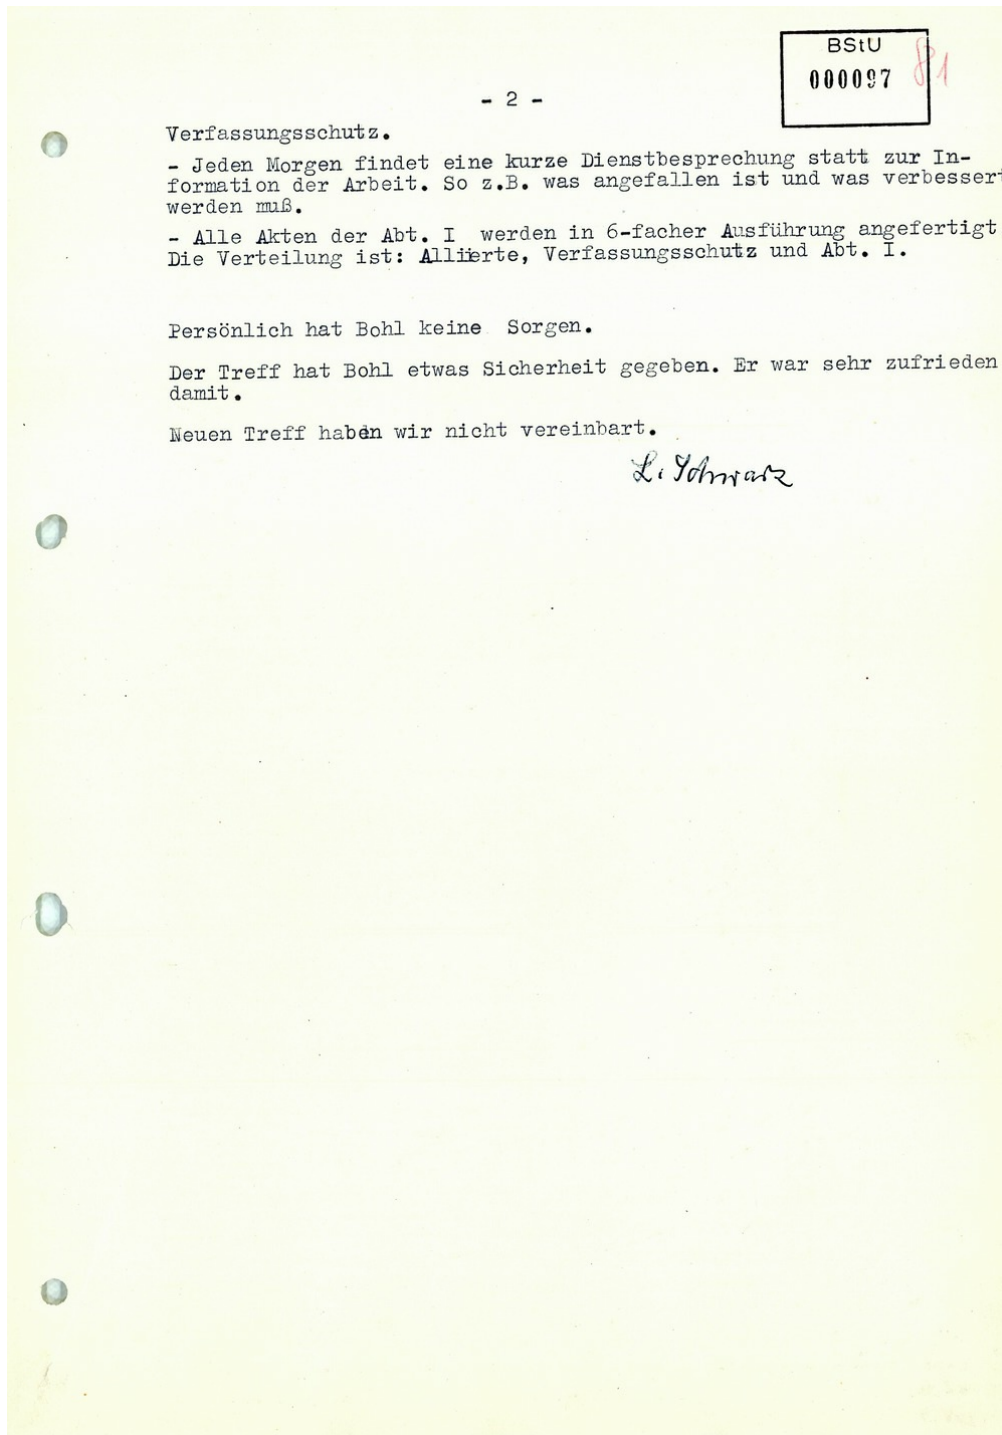 BStU
000097
81
- 2 -
Verfassungsschutz.
- Jeden Morgen findet eine kurze Dienstbesprechung statt zur In-
formation der Arbeit. So z.B. was angefallen ist und was verbessert
werden muß.
- Alle Akten der Abt. I werden in 6-facher Ausführung angefertigt
Die Verteilung ist: Alliierte, Verfassungsschutz und Abt. I.
Persönlich hat Bohl keine Sorgen.
Der Treff hat Bohl etwas Sicherheit gegeben. Er war sehr zufrieden
damit.
Neuen Treff haben wir nicht vereinbart.
L. Schwarz